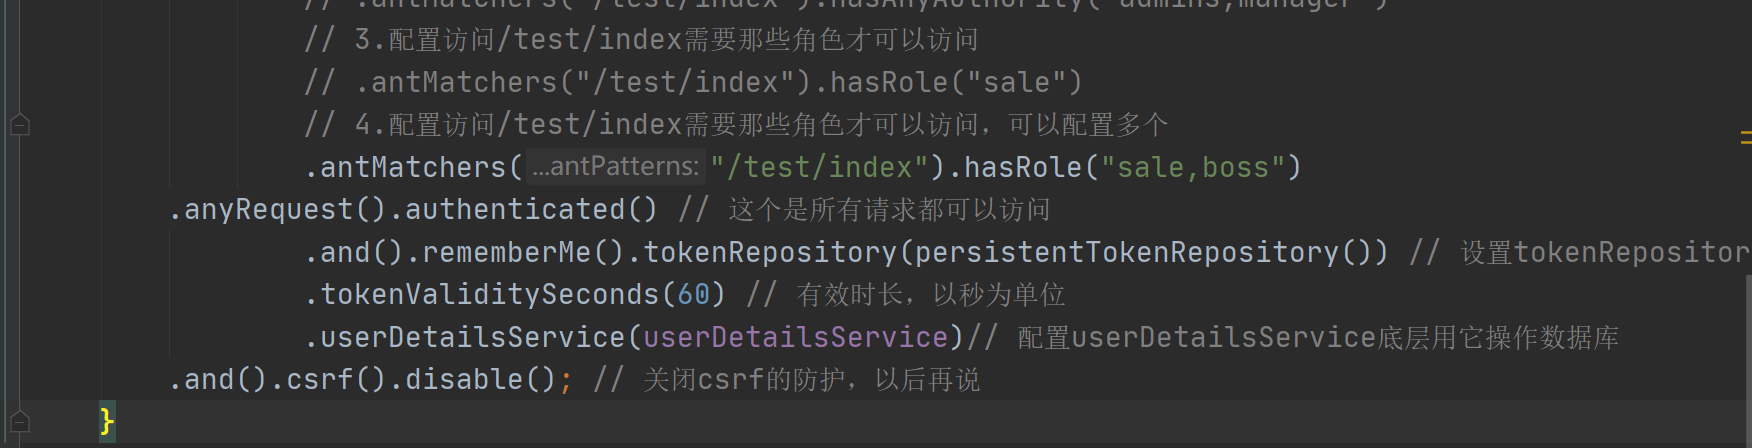 // .antMatchers("/test/index").hasAnyAuthority("admins,manager")
// 3.配置访问/test/index需要那些角色才可以访问
// .antMatchers("/test/index").hasRole("sale")
// 4.配置访问/test/index需要那些角色才可以访问，可以配置多个
.antMatchers( ...antPatterns: "/test/index").hasRole("sale,boss")
.anyRequest().authenticated() // 这个是所有请求都可以访问
.and().rememberMe().tokenRepository(persistentTokenRepository()) // 设置tokenRepositor
.tokenValiditySeconds(60) // 有效时长，以秒为单位
.userDetailsService(userDetailsService)// 配置userDetailsService底层用它操作数据库
.and().csrf().disable(); // 关闭csrf的防护，以后再说
}